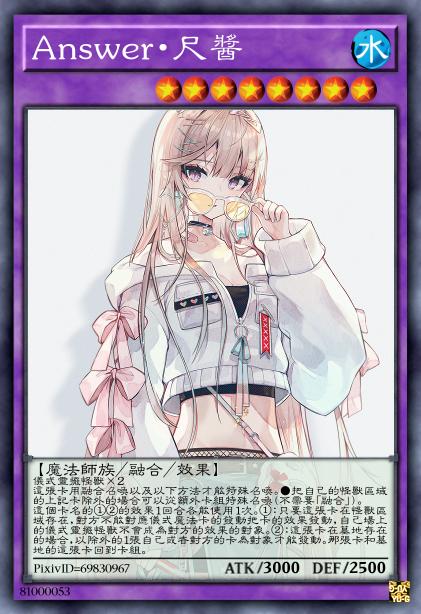 Answer•尺醬
水
【魔法師族／融合／效果】
儀式靈擺怪獸×2
這張卡用融合召喚以及以下方法才能特殊召喚。●把自己的怪獸區域
的上記卡除外的場合可以從額外卡組特殊召喚(不需要「融合」)。
這個卡名的①②的效果1回合各能使用1次。①:只要這張卡在怪獸區
域存在,對方不能對應儀式魔法卡的發動把卡的效果發動,自己場上
的儀式靈擺怪獸不會成為對方的效果的對象。②:這張卡在墓地存在
的場合,以除外的1張自己或者對方的卡為對象才能發動。那張卡和墓
地的這張卡回到卡組。
PixivID=69830967
ATK/3000 DEF/2500
81000053